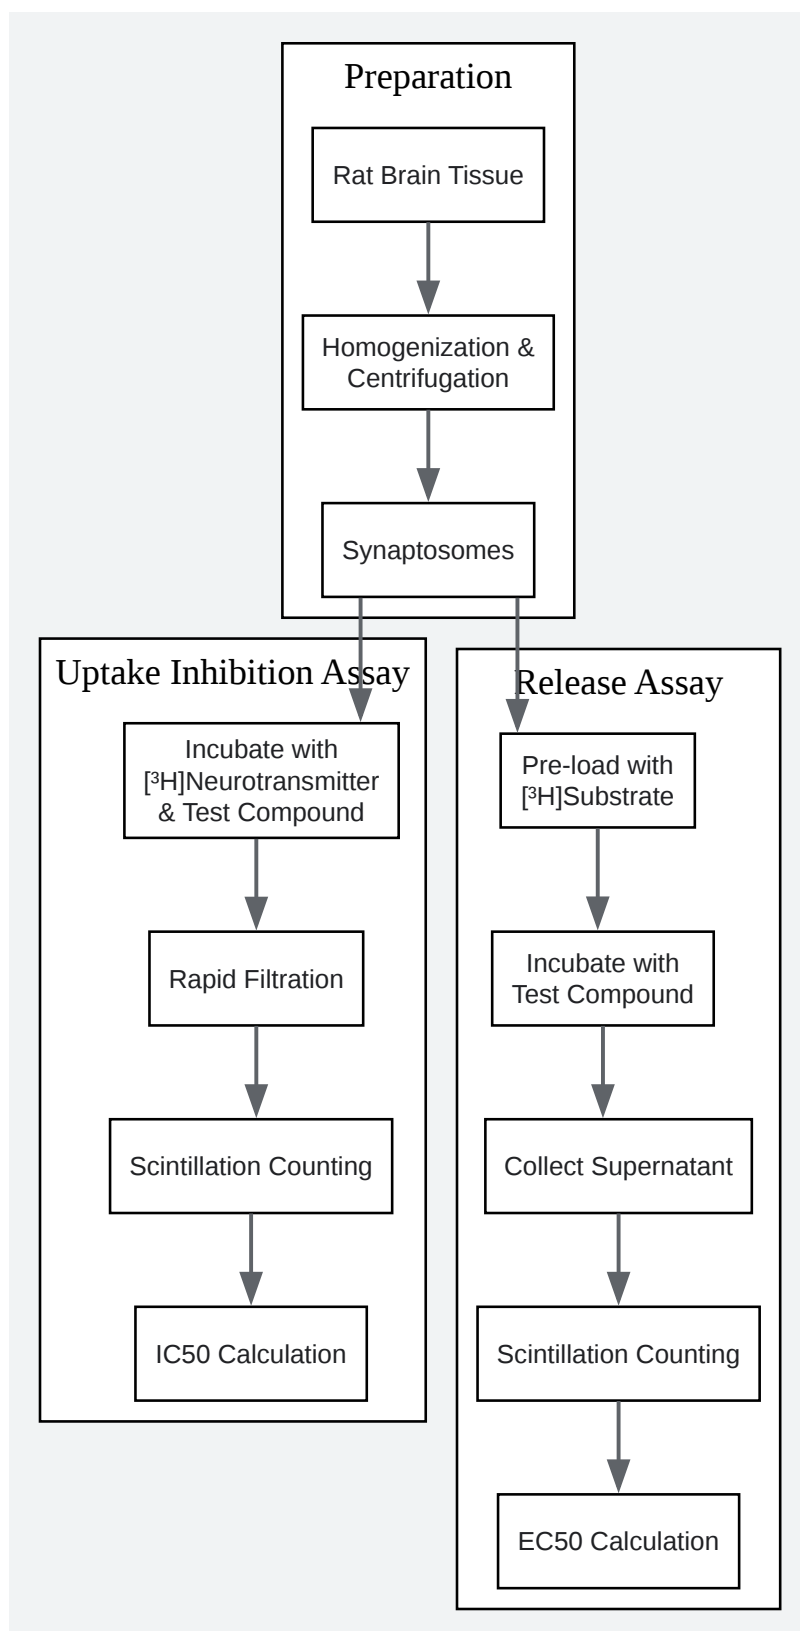 Preparation
Rat Brain Tissue
Homogenization &
Centrifugation
Synaptosomes
Uptake Inhibition Assay
Incubate with
[³H]Neurotransmitter
& Test Compound
Rapid Filtration
Scintillation Counting
IC50 Calculation
Release Assay
Pre-load with
[³H]Substrate
Incubate with
Test Compound
Collect Supernatant
Scintillation Counting
EC50 Calculation